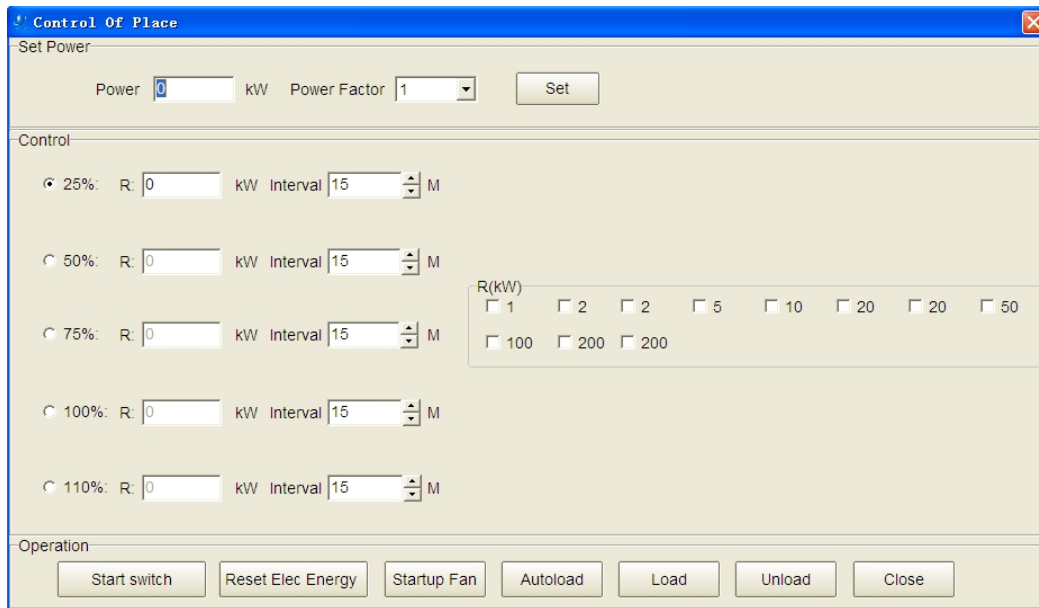 Control Of Place
Set Power
Power 0 kW Power Factor 1 Set
Control
25%: R: 0 kW Interval 15 M
50%: R: 0 kW Interval 15 M
R(kW)
1 2 2 5 10 20 20 50
75%: R: 0 kW Interval 15 M
100 200 200
100%: R: 0 kW Interval 15 M
110%: R: 0 kW Interval 15 M
Operation
Start switch Reset Elec Energy Startup Fan Autoload Load Unload Close